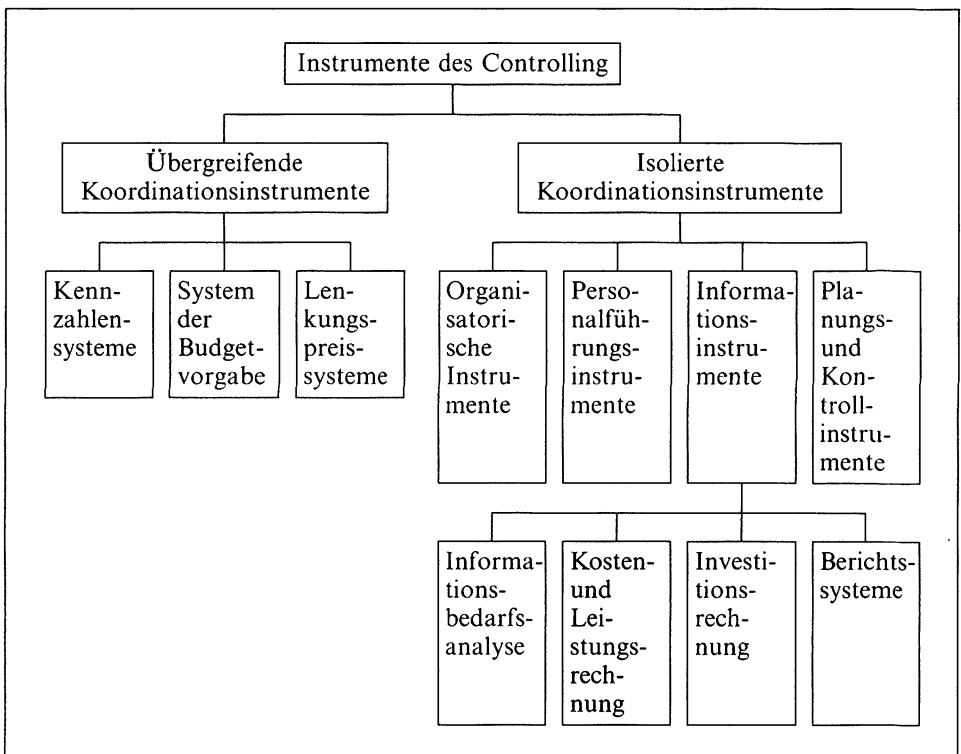 Instrumente des Controlling
Übergreifende
Koordinationsinstrumente
Isolierte
Koordinationsinstrumente
Kenn-
zahlen-
systeme
System
der
Budget-
vorgabe
Len-
kungs-
preis-
systeme
Organi-
satori-
sche
Instru-
mente
Perso-
nalfüh-
rungs-
instru-
mente
Informa-
tions-
instru-
mente
Pla-
nungs-
und
Kon-
troll-
instru-
mente
Informa-
tions-
bedarfs-
analyse
Kosten-
und
Lei-
stungs-
rech-
nung
Investi-
tions-
rech-
nung
Berichts-
systeme